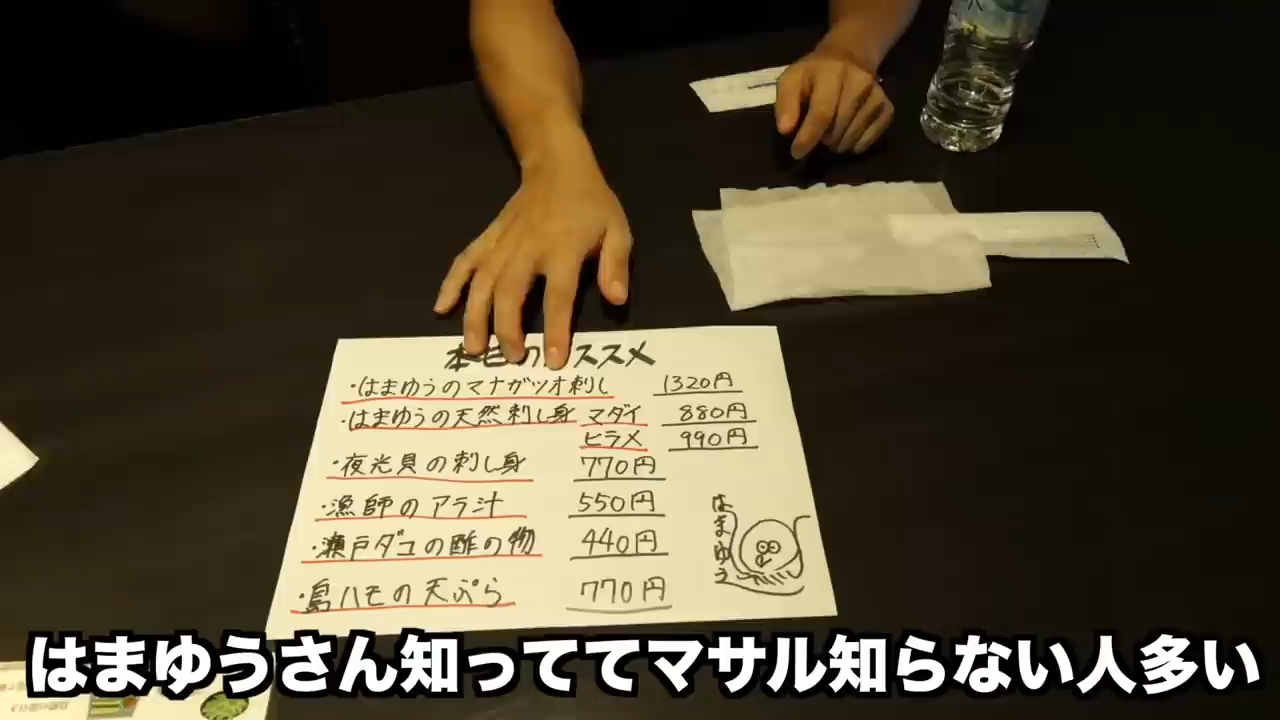 本日のオススメ
・はまゆうのマナガツオ刺し 1320円
・はまゆうの天然刺し身 マダイ 880円
ヒラメ 990円
・夜光貝の刺し身 770円
・漁師のアラ汁 550円
・瀬戸ダコの酢の物 440円
・島ハモの天ぷら 770円
はまゆう
はまゆうさん知っててマサル知らない人多い